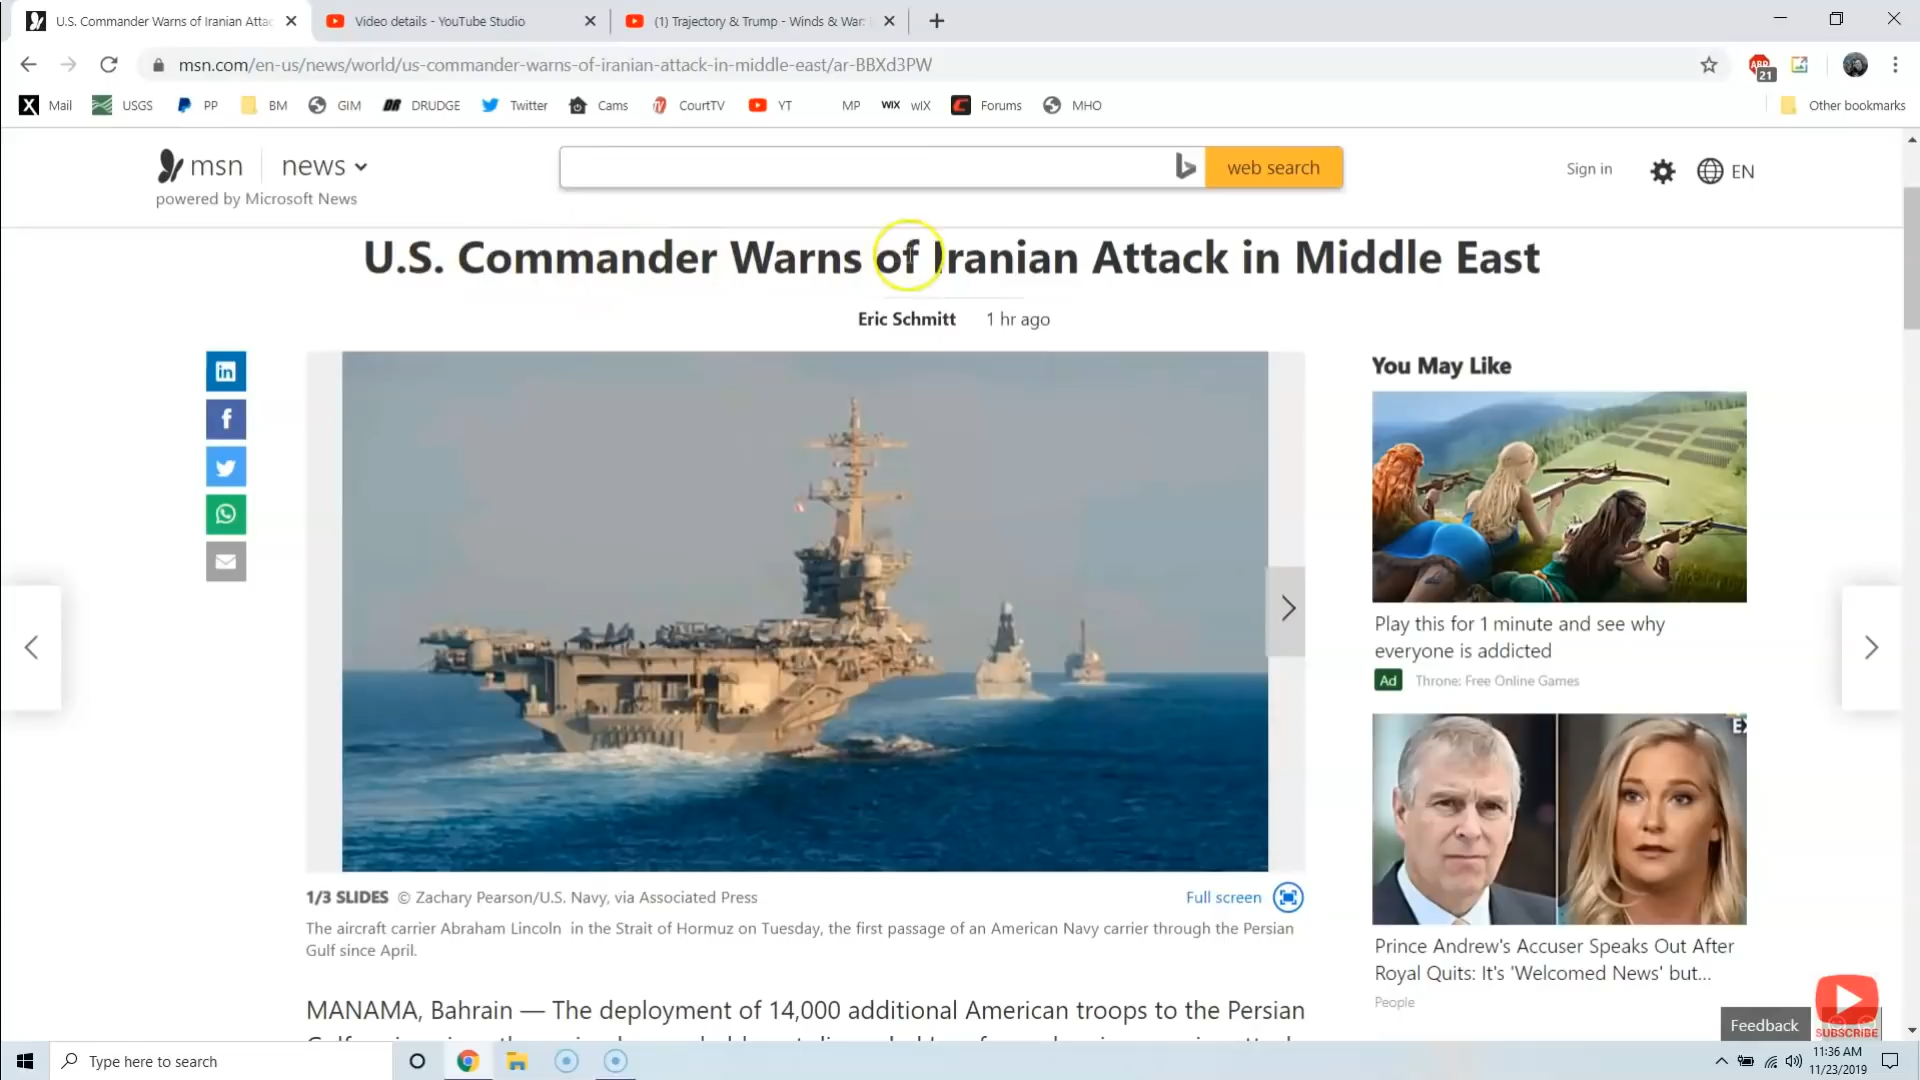 U.S. Commander Warns of Iranian Attac
Video details - YouTube Studio
(1) Trajectory & Trump - Winds & War:
msn.com/en-us/news/world/us-commander-warns-of-iranian-attack-in-middle-east/ar-BBXd3PW
ABP
21
X Mail USGS PP BM GIM DR DRUDGE Twitter Cams CourtTV YT MP WIX wIX Forums MHO Other bookmarks
msn news
powered by Microsoft News
web search
Sign in
EN
U.S. Commander Warns of Iranian Attack in Middle East
Eric Schmitt 1 hr ago
in
f
You May Like
Play this for 1 minute and see why
everyone is addicted
Ad Throne: Free Online Games
EX
Prince Andrew's Accuser Speaks Out After
Royal Quits: It's 'Welcomed News' but...
People
1/3 SLIDES © Zachary Pearson/U.S. Navy, via Associated Press
Full screen
The aircraft carrier Abraham Lincoln in the Strait of Hormuz on Tuesday, the first passage of an American Navy carrier through the Persian
Gulf since April.
MANAMA, Bahrain — The deployment of 14,000 additional American troops to the Persian
Feedback
SUBSCRIBE
Type here to search
11:36 AM
11/23/2019